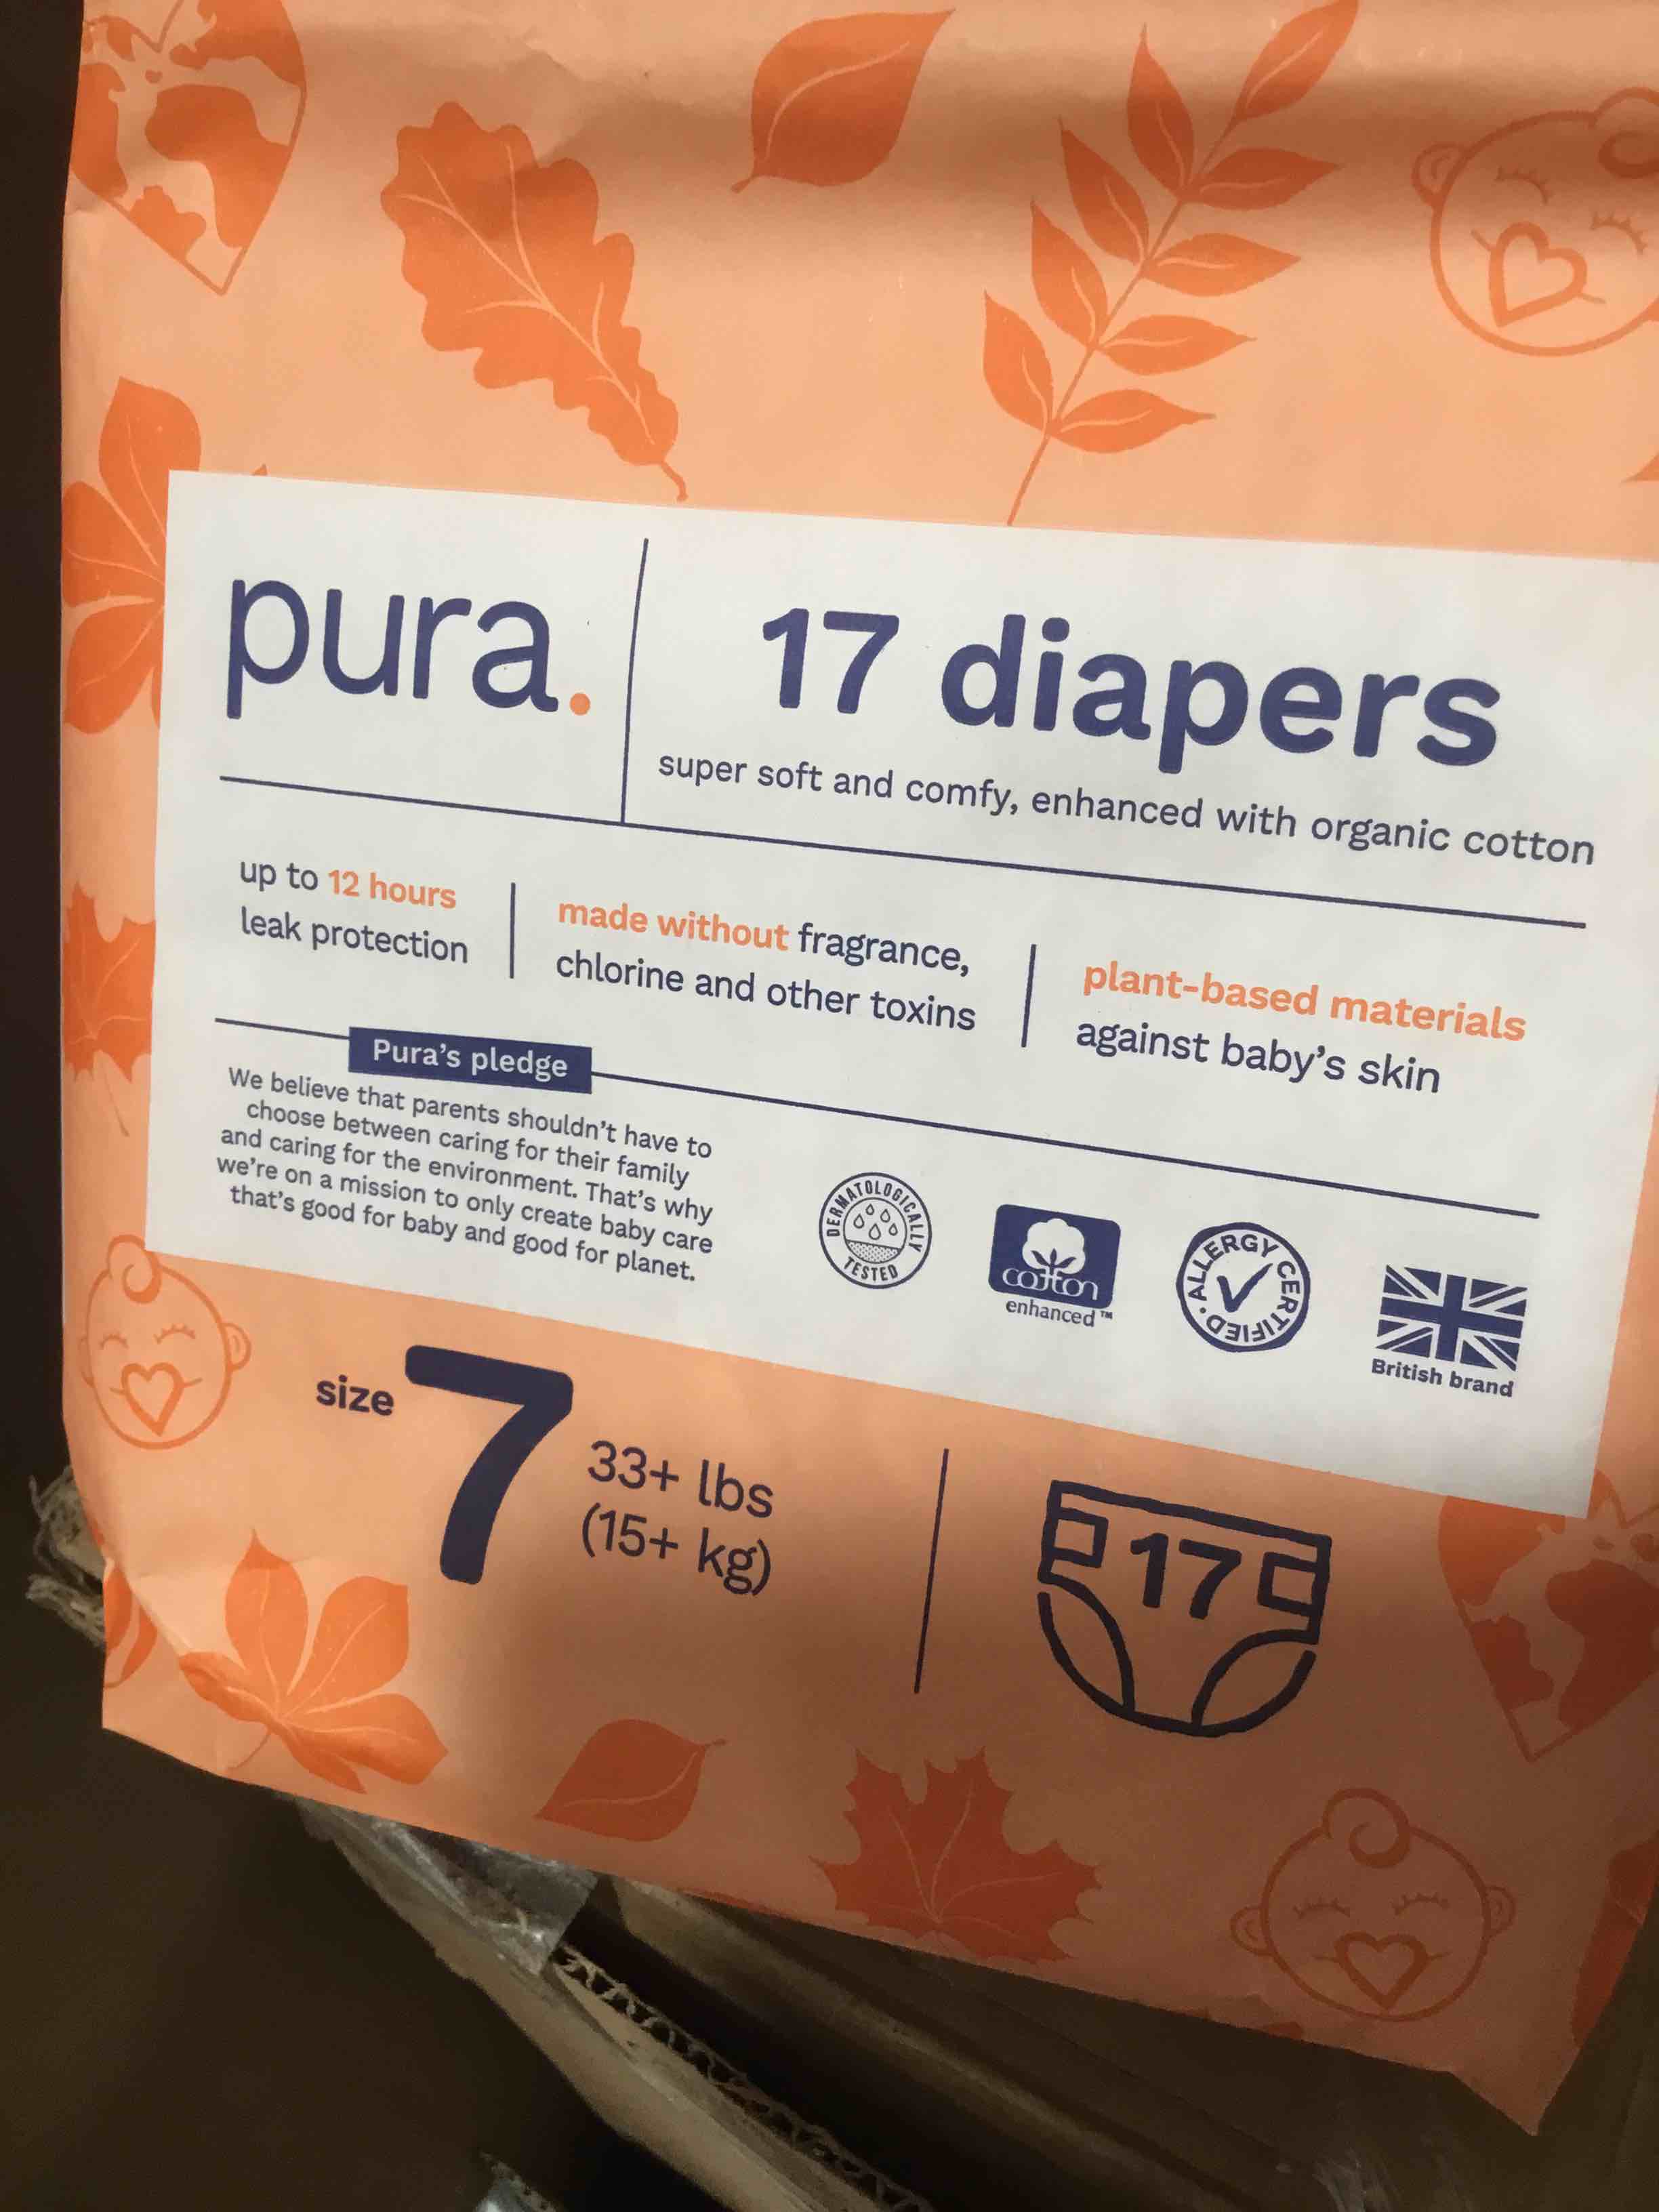 pura.
17 diapers
super soft and comfy, enhanced with organic cotton
up to 12 hours
leak protection
made without fragrance,
chlorine and other toxins
plant-based materials
against baby's skin
Pura's pledge
We believe that parents shouldn't have to
choose between caring for their family
and caring for the environment. That's why
we're on a mission to only create baby care
that's good for baby and good for planet.
DERMATOLOGICALLY
TESTED
cotton
enhanced™
ALLERGY CERTIFIED
British brand
size
7
33+ lbs
(15+ kg)
17